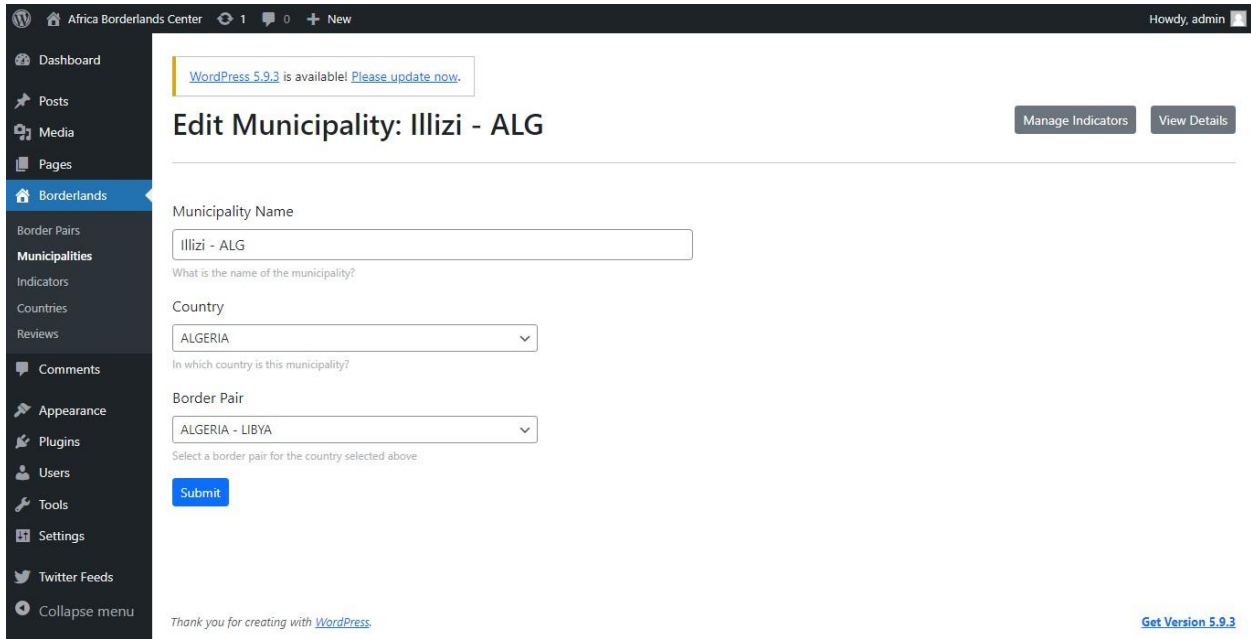 Africa Borderlands Center 1 0 + New Howdy, admin
Dashboard
Posts
Media
Pages
Borderlands
Border Pairs
Municipalities
Indicators
Countries
Reviews
Comments
Appearance
Plugins
Users
Tools
Settings
Twitter Feeds
Collapse menu
WordPress 5.9.3 is available! Please update now.
Edit Municipality: Illizi - ALG
Manage Indicators View Details
Municipality Name
Illizi - ALG
What is the name of the municipality?
Country
ALGERIA
In which country is this municipality?
Border Pair
ALGERIA - LIBYA
Select a border pair for the country selected above
Submit
Thank you for creating with WordPress. Get Version 5.9.3